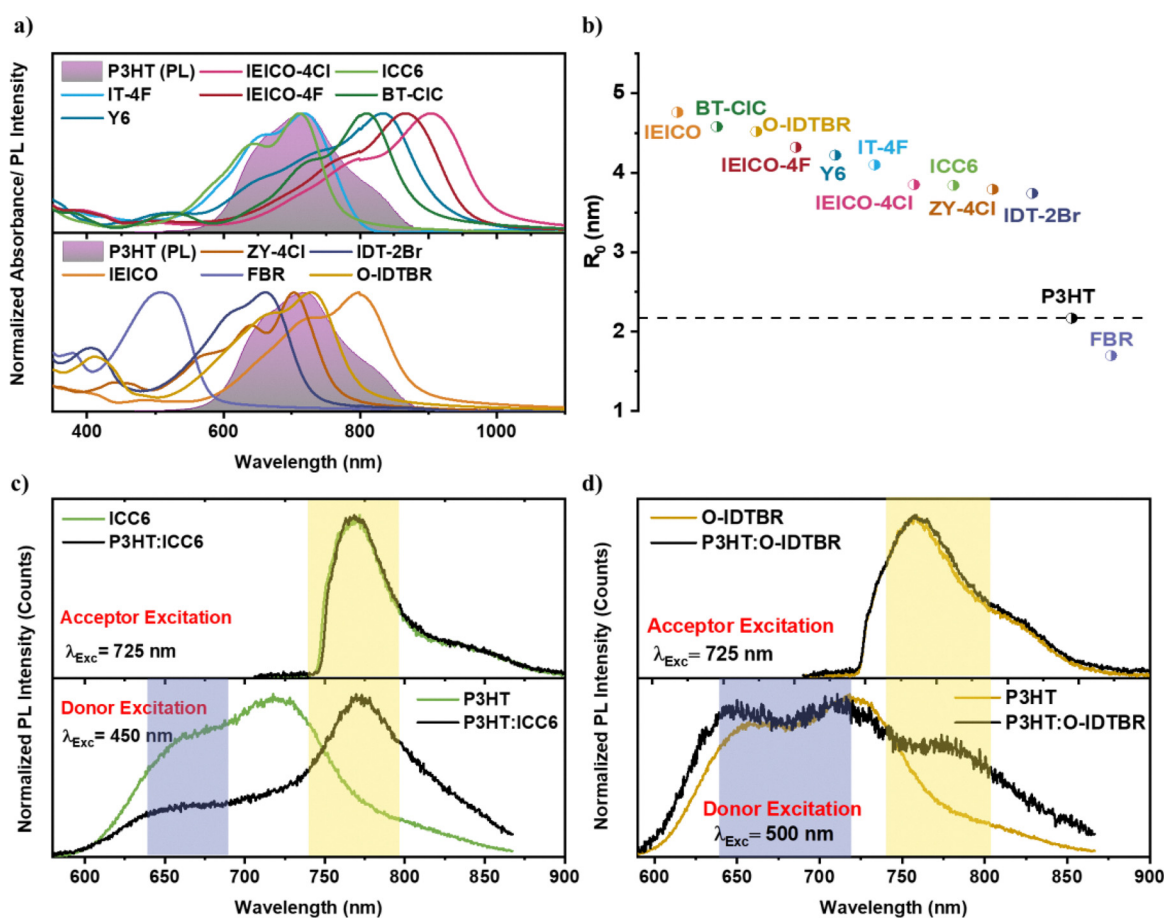 a)
Normalized Absorbance/ PL Intensity
P3HT (PL) IEICO-4Cl ICC6
IT-4F IEICO-4F BT-ClC
Y6
P3HT (PL) ZY-4Cl IDT-2Br
IEICO FBR O-IDTBR
400 600 800 1000
Wavelength (nm)
b)
R0 (nm)
5
4
3
2
1
IEICO
BT-ClC
O-IDTBR
IEICO-4F
Y6
IT-4F
IEICO-4Cl
ICC6
ZY-4Cl
IDT-2Br
P3HT
FBR
c)
Normalized PL Intensity (Counts)
ICC6
P3HT:ICC6
Acceptor Excitation
λExc= 725 nm
Donor Excitation
λExc= 450 nm
P3HT
P3HT:ICC6
600 650 700 750 800 850 900
Wavelength (nm)
d)
Normalized PL Intensity (Counts)
O-IDTBR
P3HT:O-IDTBR
Acceptor Excitation
λExc= 725 nm
P3HT
P3HT:O-IDTBR
Donor Excitation
λExc= 500 nm
600 650 700 750 800 850 900
Wavelength (nm)